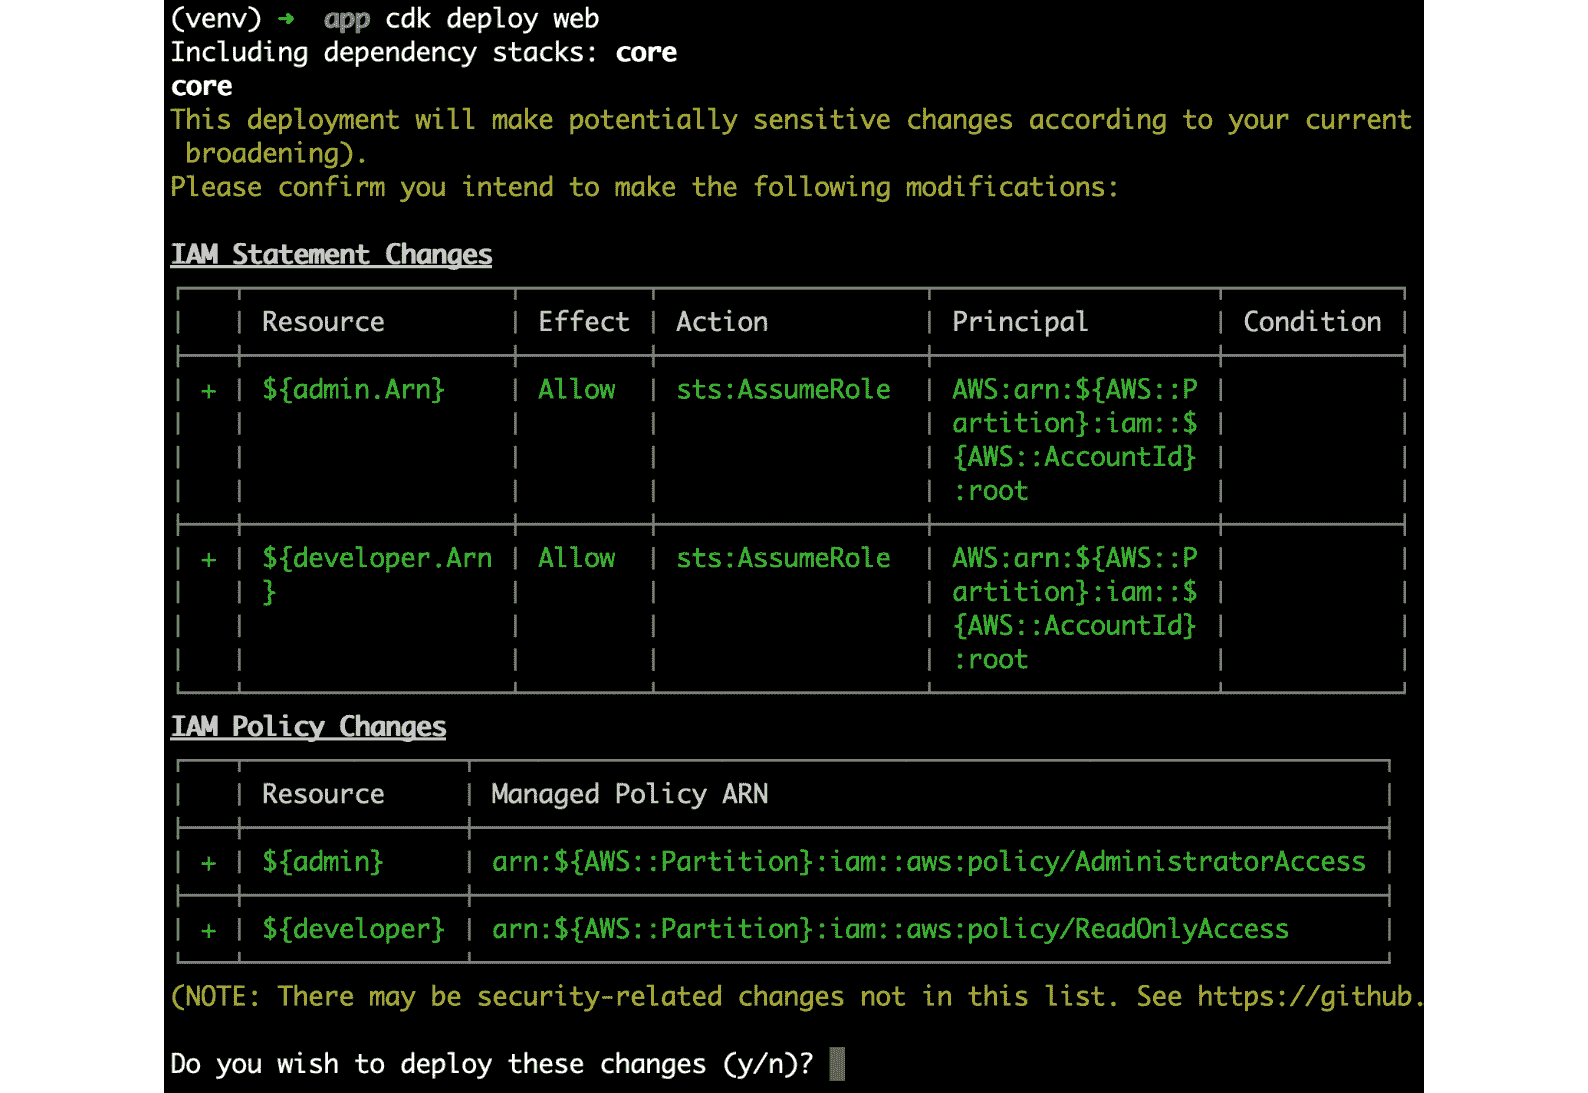 (venv) ➜ app cdk deploy web
Including dependency stacks: core
core
This deployment will make potentially sensitive changes according to your current
broadening).
Please confirm you intend to make the following modifications:
IAM Statement Changes
Resource Effect Action Principal Condition
+ ${admin.Arn} Allow sts:AssumeRole AWS:arn:${AWS::P
artition}:iam::$
{AWS::AccountId}
:root
+ ${developer.Arn Allow sts:AssumeRole AWS:arn:${AWS::P
} artition}:iam::$
{AWS::AccountId}
:root
IAM Policy Changes
Resource Managed Policy ARN
+ ${admin} arn:${AWS::Partition}:iam::aws:policy/AdministratorAccess
+ ${developer} arn:${AWS::Partition}:iam::aws:policy/ReadOnlyAccess
(NOTE: There may be security-related changes not in this list. See https://github.
Do you wish to deploy these changes (y/n)?